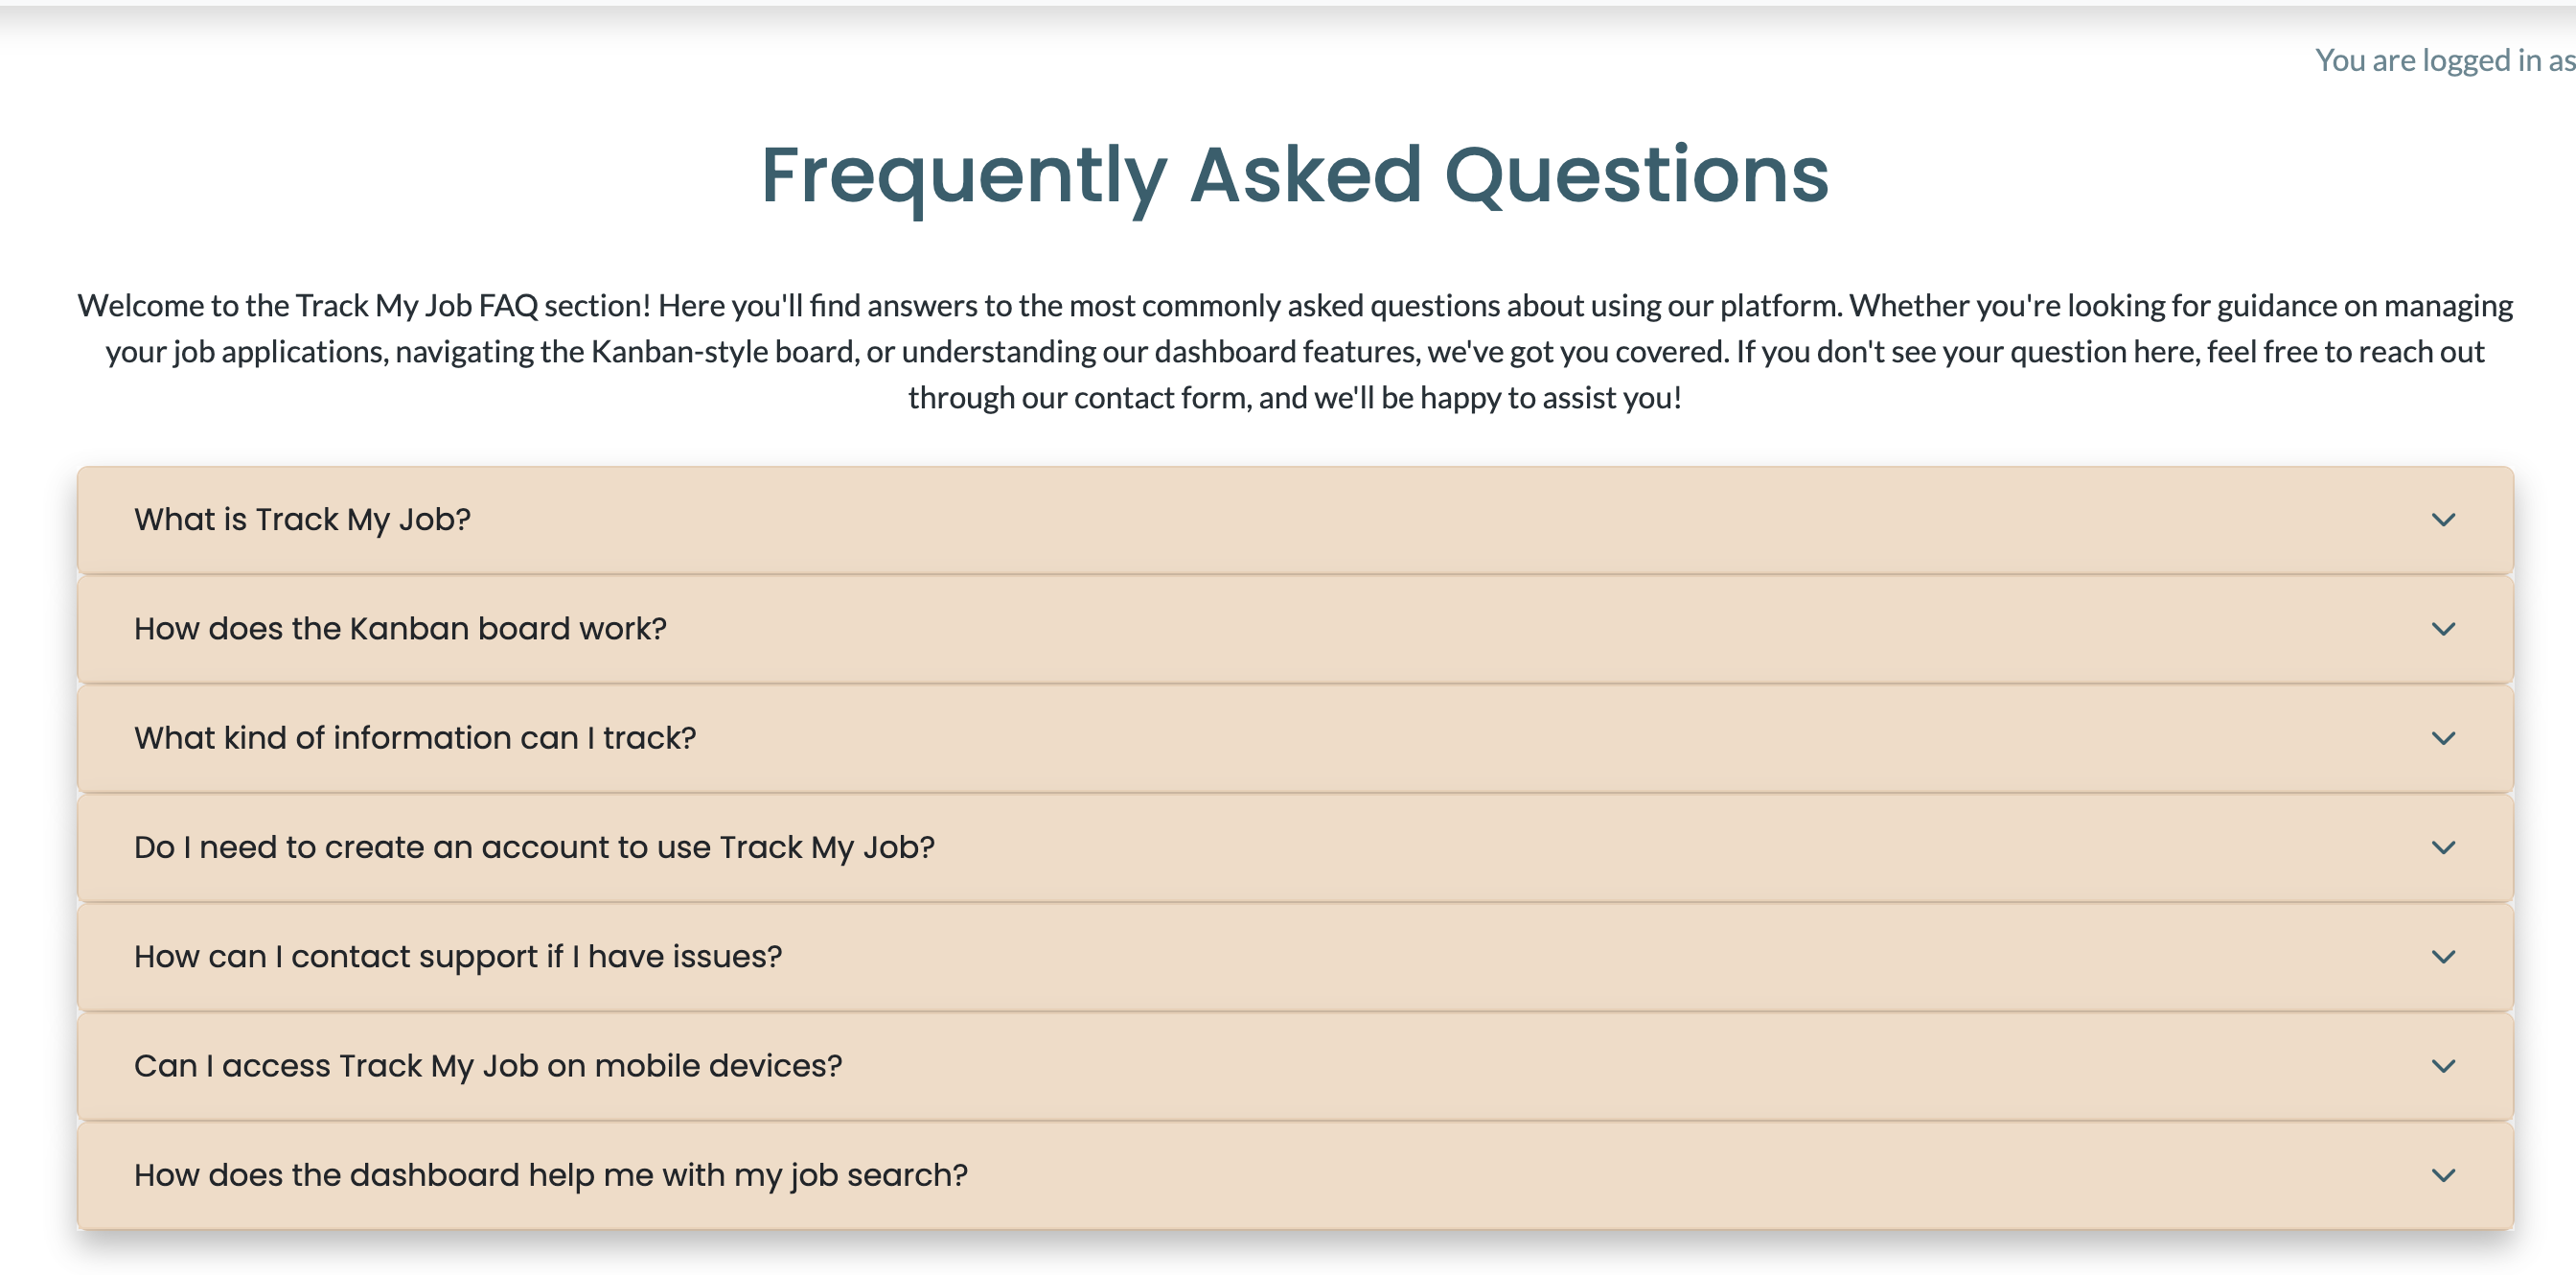 You are logged in as
Frequently Asked Questions
Welcome to the Track My Job FAQ section! Here you'll find answers to the most commonly asked questions about using our platform. Whether you're looking for guidance on managing
your job applications, navigating the Kanban-style board, or understanding our dashboard features, we've got you covered. If you don't see your question here, feel free to reach out
through our contact form, and we'll be happy to assist you!
What is Track My Job?
How does the Kanban board work?
What kind of information can I track?
Do I need to create an account to use Track My Job?
How can I contact support if I have issues?
Can I access Track My Job on mobile devices?
How does the dashboard help me with my job search?